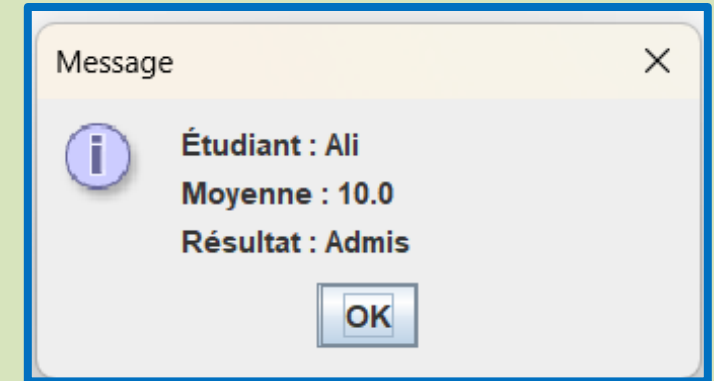 Message
Étudiant : Ali
Moyenne : 10.0
Résultat : Admis
OK